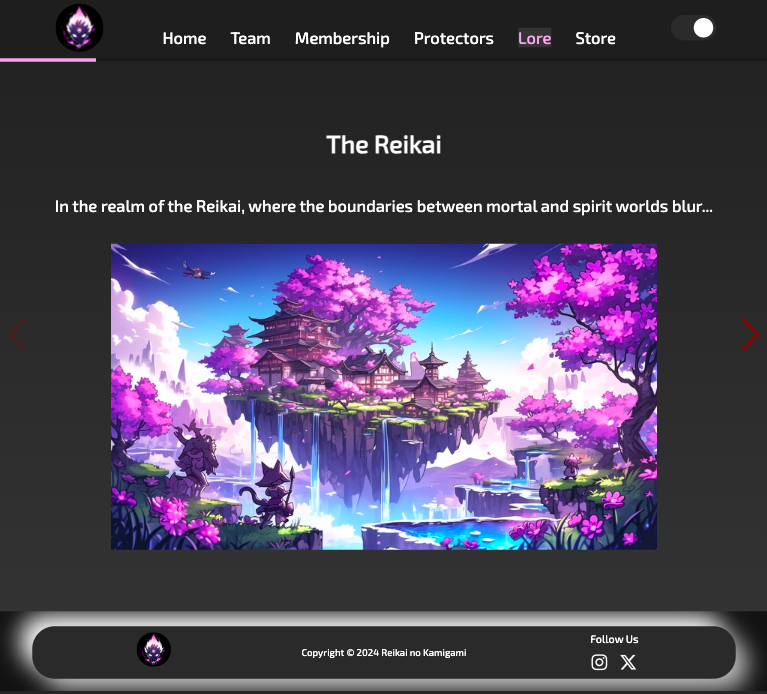 Home Team Membership Protectors Lore Store
The Reikai
In the realm of the Reikai, where the boundaries between mortal and spirit worlds blur...
Copyright © 2024 Reikai no Kamigami
Follow Us